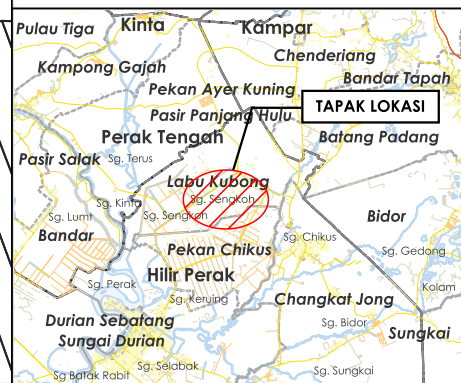 Pulau Tiga
Kinta
Kampar
Chenderiang
Kampong Gajah
Bandar Tapah
Pekan Ayer Kuning
TAPAK LOKASI
Pasir Panjang Hulu
Perak Tengah
Batang Padang
Pasir Salak
Sg. Terus
Labu Kubong
Sg. Sengkoh
Sg. Kinta
Sg. Lumt
Sg. Sengkon
Bidor
Bandar
Sg. Chikus
Pekan Chikus
Sg. Gedong
Hilir Perak
Sg. Perak
Kolam
Sg. Keruing
Changkat Jong
Durian Sebatang
Sg. Bidor
Sungai Durian
Sungkai
Sg. Selabak
Sg Batak Rabit
Sg. Sungkai